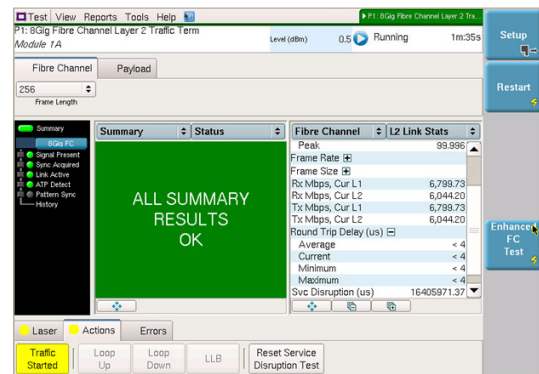 Test View Reports Tools Help
P1: 8Gig Fibre Channel Layer 2 Tra...
P1: 8Gig Fibre Channel Layer 2 Traffic Term
Module 1A
Level (dBm) 0.5 Running 1m:35s
Setup
Fibre Channel Payload
256
Frame Length
Restart
Summary
8Gig FC
Signal Present
Sync Acquired
Link Active
ATP Detect
Pattern Sync
History
Summary Status
ALL SUMMARY
RESULTS
OK
Fibre Channel L2 Link Stats
Peak 99.996
Frame Rate
Frame Size
Rx Mbps, Cur L1 6,799.73
Rx Mbps, Cur L2 6,044.20
Tx Mbps, Cur L1 6,799.73
Tx Mbps, Cur L2 6,044.20
Round Trip Delay (us)
Average < 4
Current < 4
Minimum < 4
Maximum < 4
Svc Disruption (us) 16405971.37
Enhanced
FC
Test
Laser Actions Errors
Traffic
Started
Loop
Up
Loop
Down
LLB
Reset Service
Disruption Test